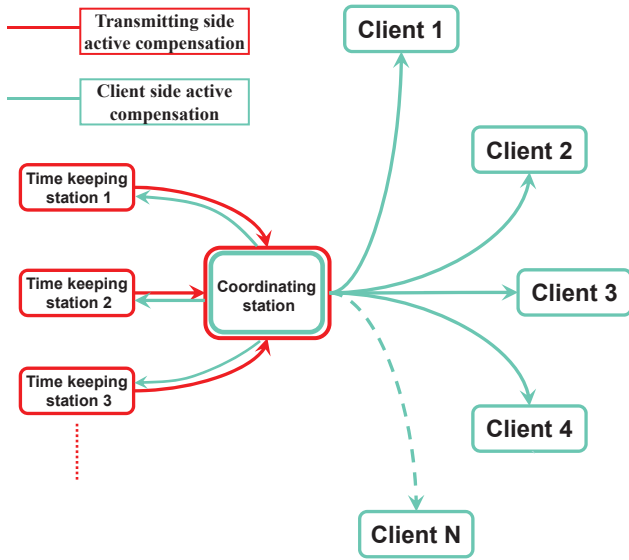 Transmitting side
active compensation
Client side active
compensation
Client 1
Client 2
Time keeping
station 1
Time keeping
station 2
Coordinating
station
Client 3
Time keeping
station 3
Client 4
Client N